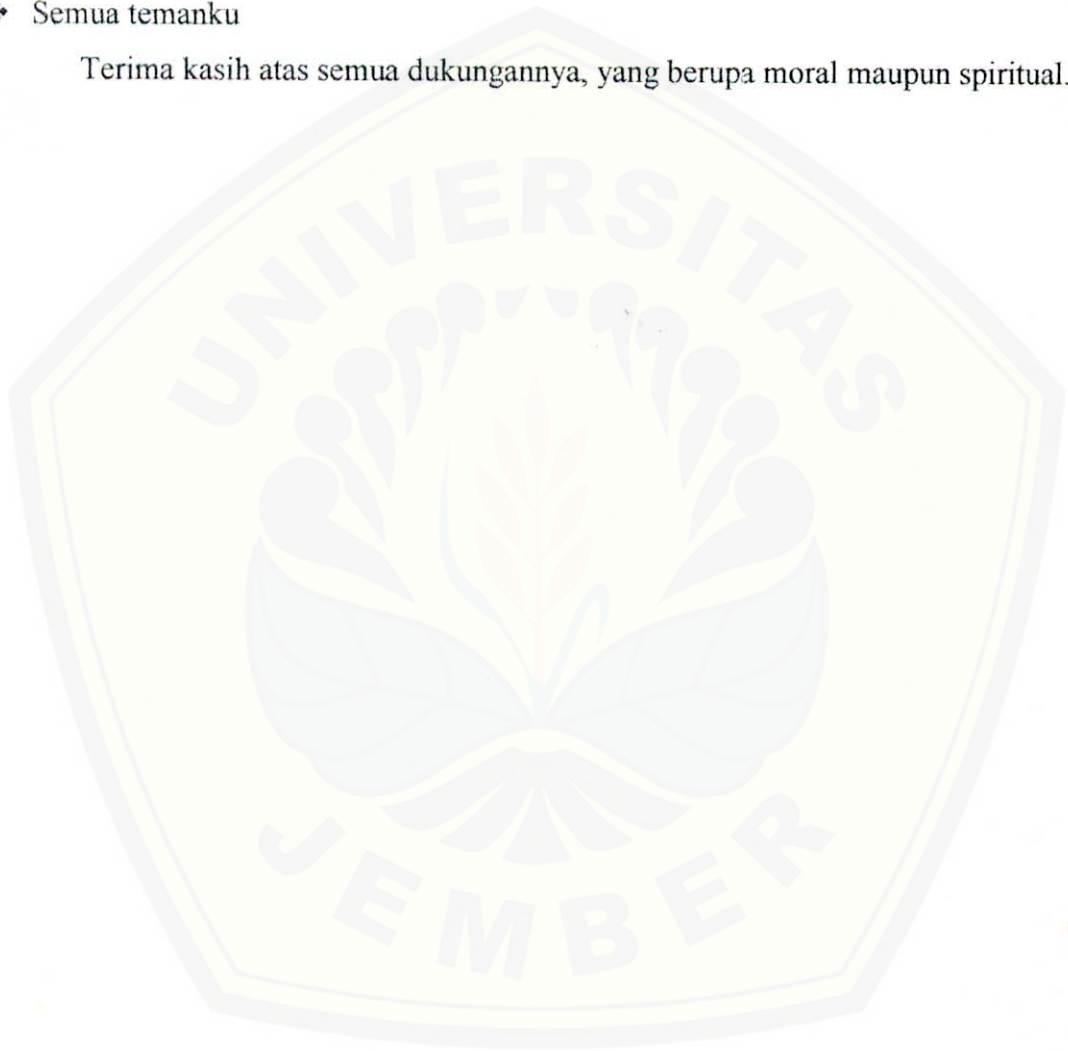 Semua temanku
Terima kasih atas semua dukungannya, yang berupa moral maupun spiritual.
UNIVERSITAS
JEMBER